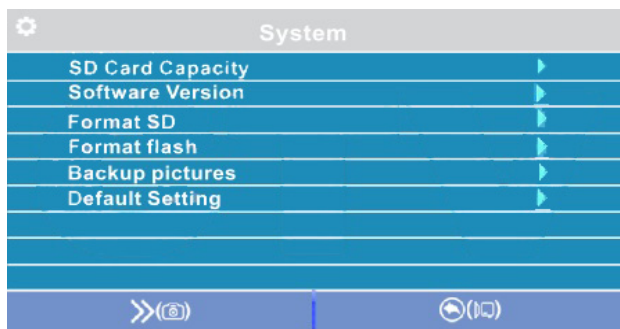 System
SD Card Capacity
Software Version
Format SD
Format flash
Backup pictures
Default Setting